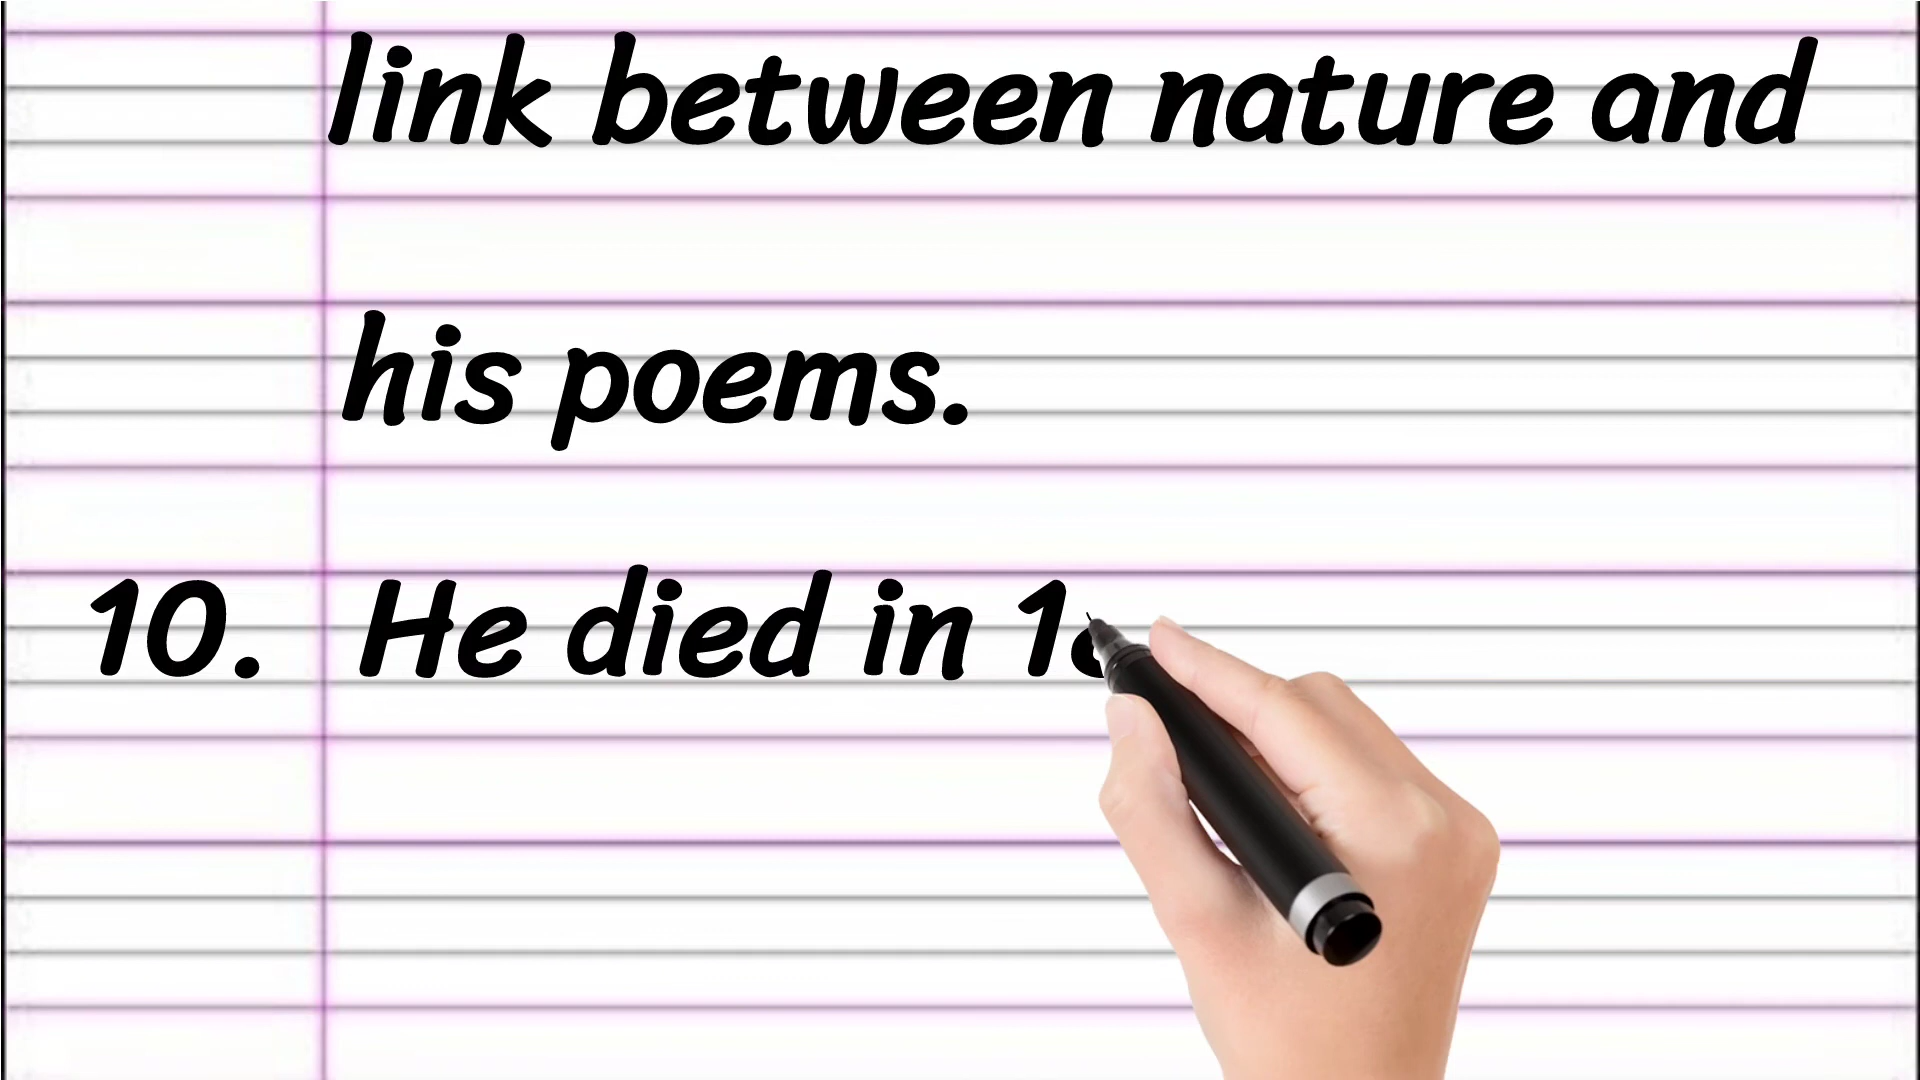 link between nature and
his poems.
10. He died in 1